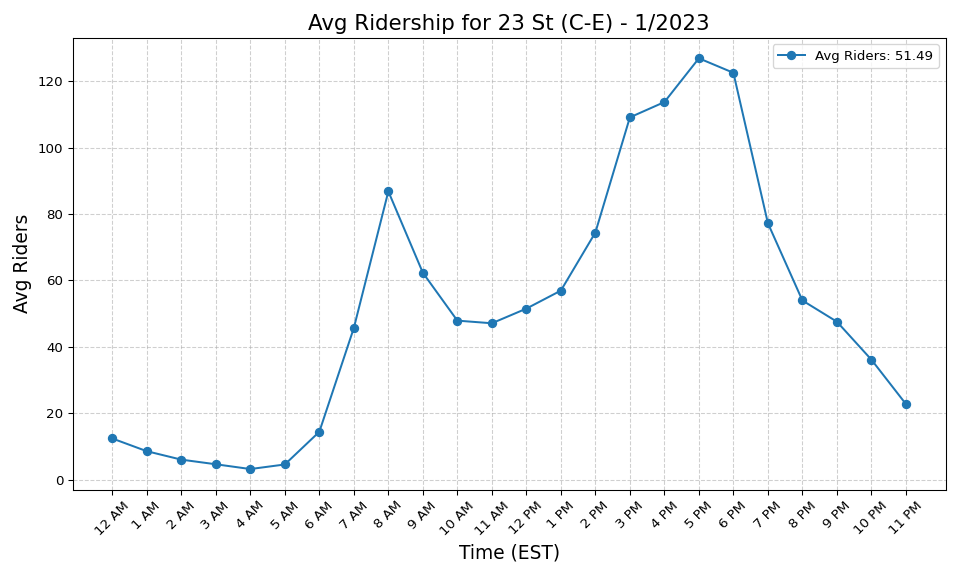 Avg Ridership for 23 St (C-E) - 1/2023
Avg Riders: 51.49
Avg Riders
120
100
80
60
40
20
0
12 AM
1 AM
2 AM
3 AM
4 AM
5 AM
6 AM
7 AM
8 AM
9 AM
10 AM
11 AM
12 PM
1 PM
2 PM
3 PM
4 PM
5 PM
6 PM
7 PM
8 PM
9 PM
10 PM
11 PM
Time (EST)